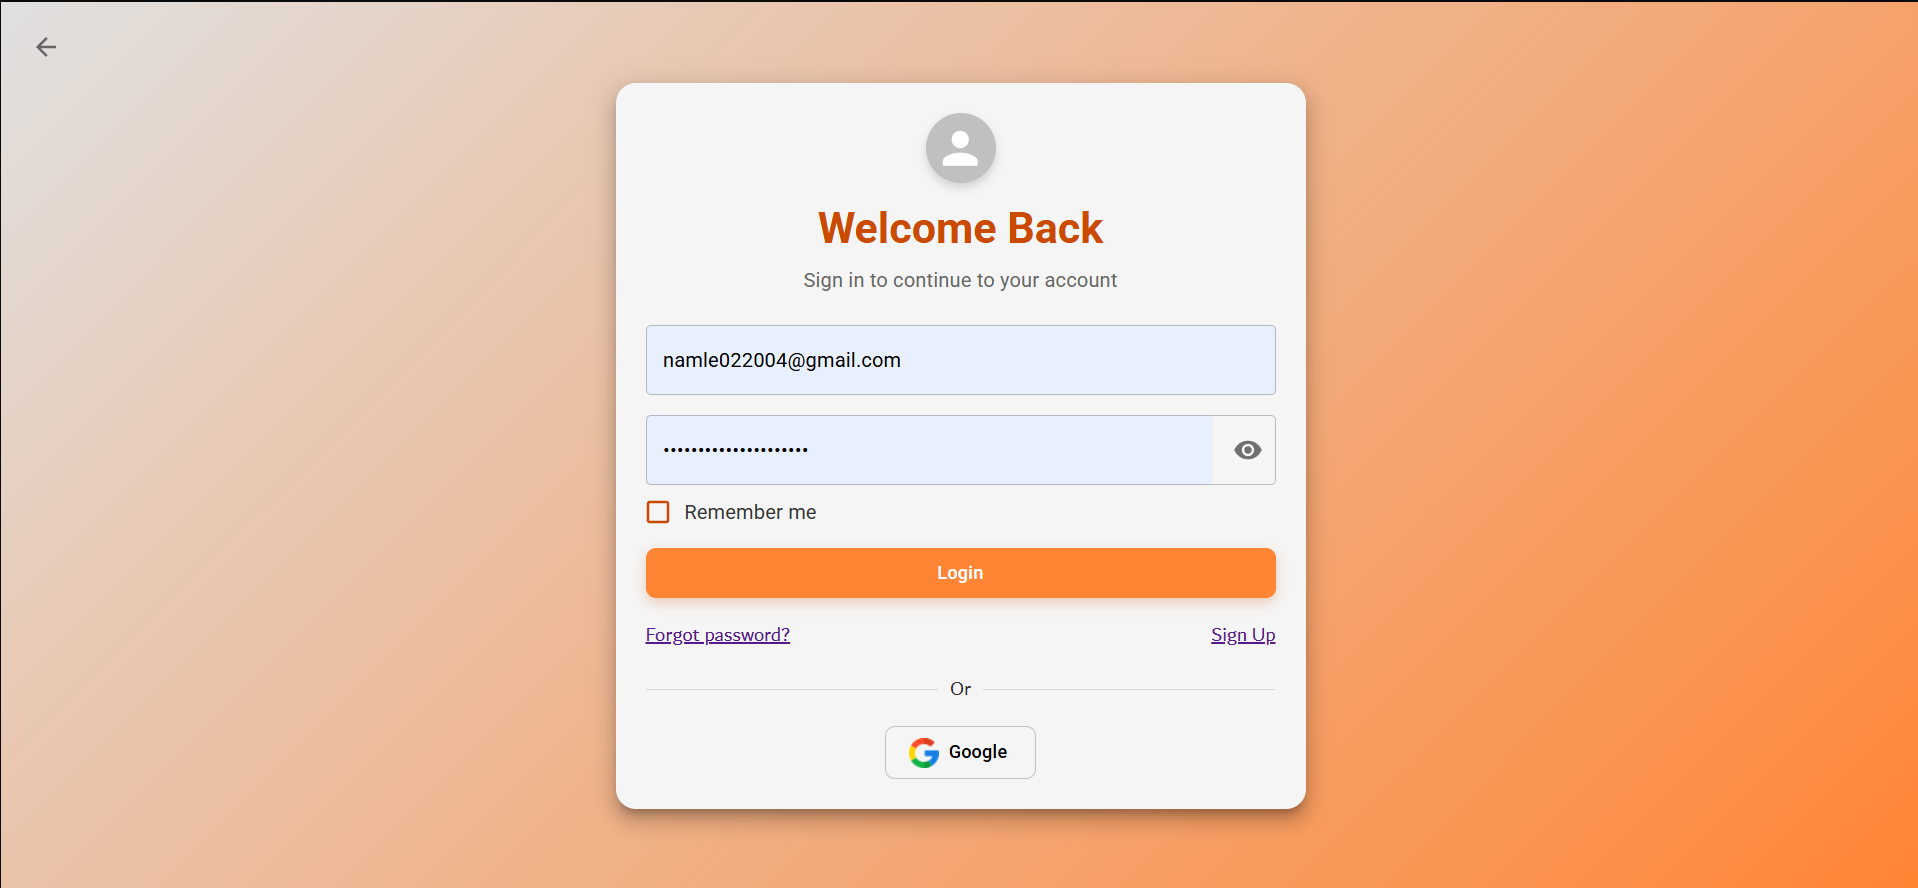 Welcome Back
Sign in to continue to your account
namle022004@gmail.com
•••••••••••••••••••••
Remember me
Login
Forgot password? Sign Up
Or
Google